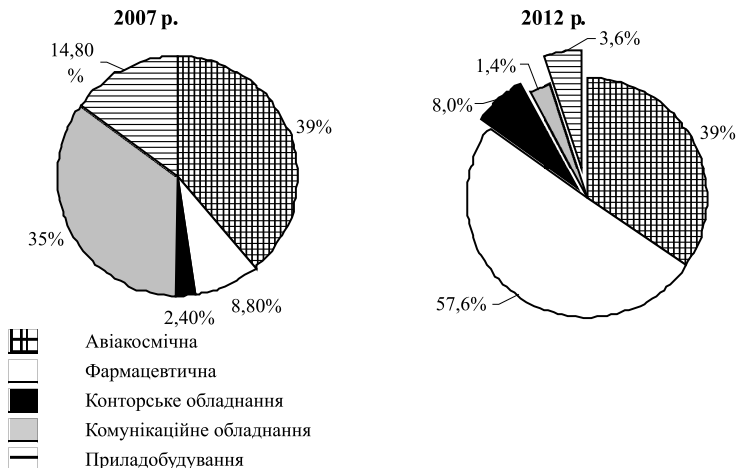 2007 р.
14,80
%
39%
35%
2,40%
8,80%
2012 р.
3,6%
1,4%
8,0%
39%
57,6%
Авіакосмічна
Фармацевтична
Конторське обладнання
Комунікаційне обладнання
Приладобудування